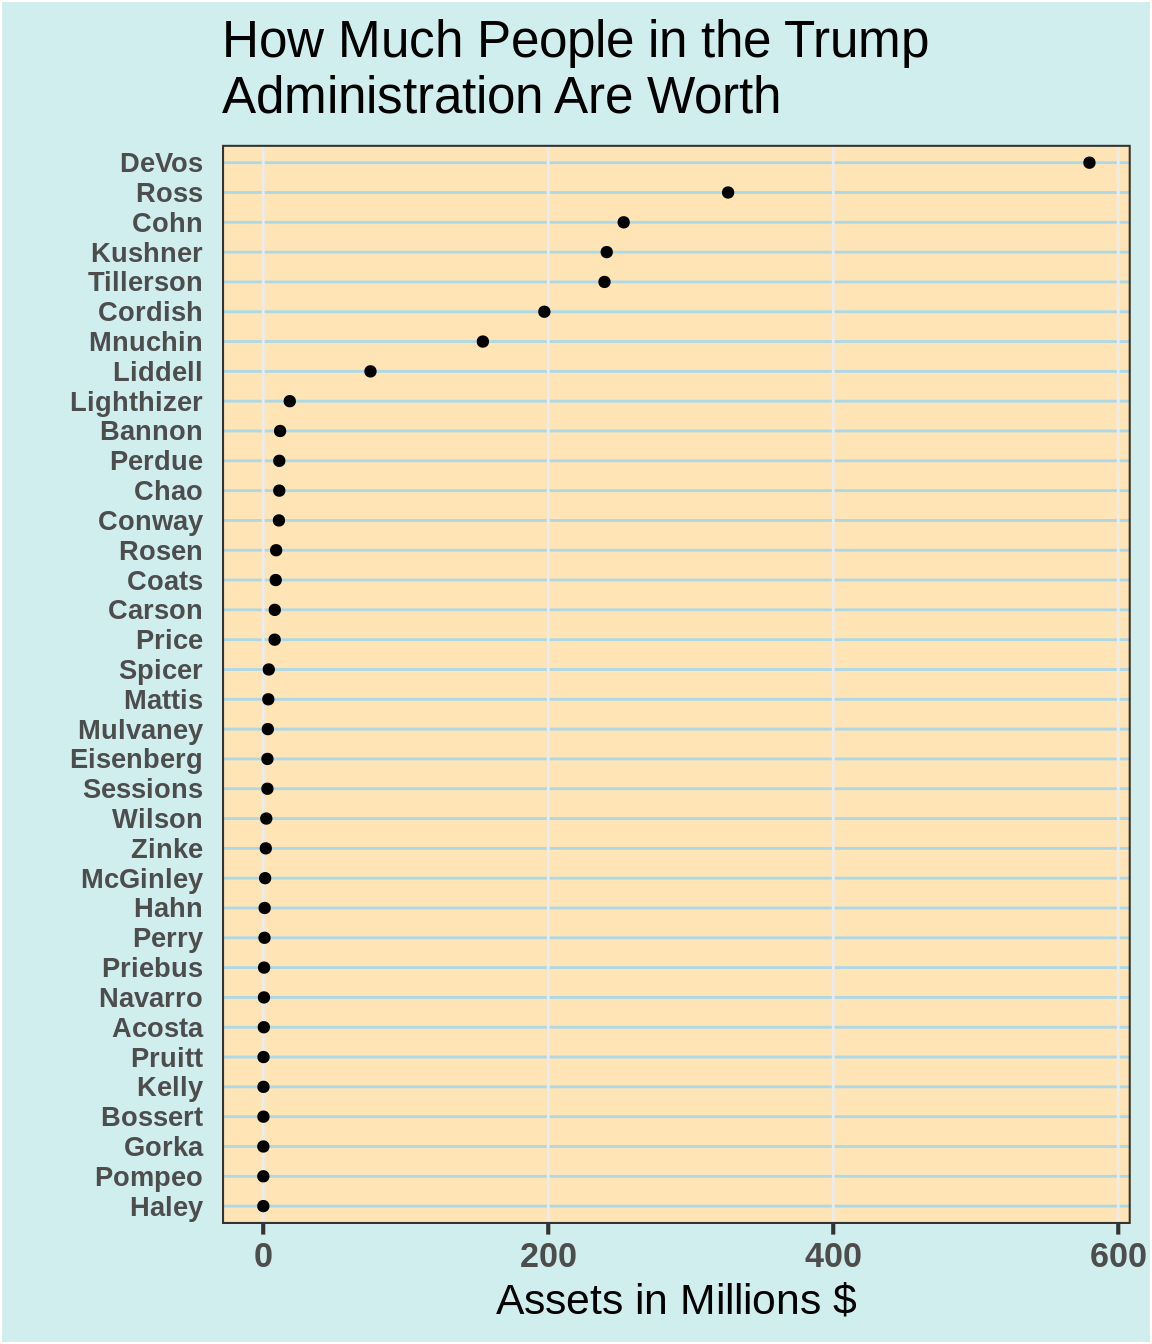 How Much People in the Trump
Administration Are Worth
DeVos
Ross
Cohn
Kushner
Tillerson
Cordish
Mnuchin
Liddell
Lighthizer
Bannon
Perdue
Chao
Conway
Rosen
Coats
Carson
Price
Spicer
Mattis
Mulvaney
Eisenberg
Sessions
Wilson
Zinke
McGinley
Hahn
Perry
Priebus
Navarro
Acosta
Pruitt
Kelly
Bossert
Gorka
Pompeo
Haley
0 200 400 600
Assets in Millions $